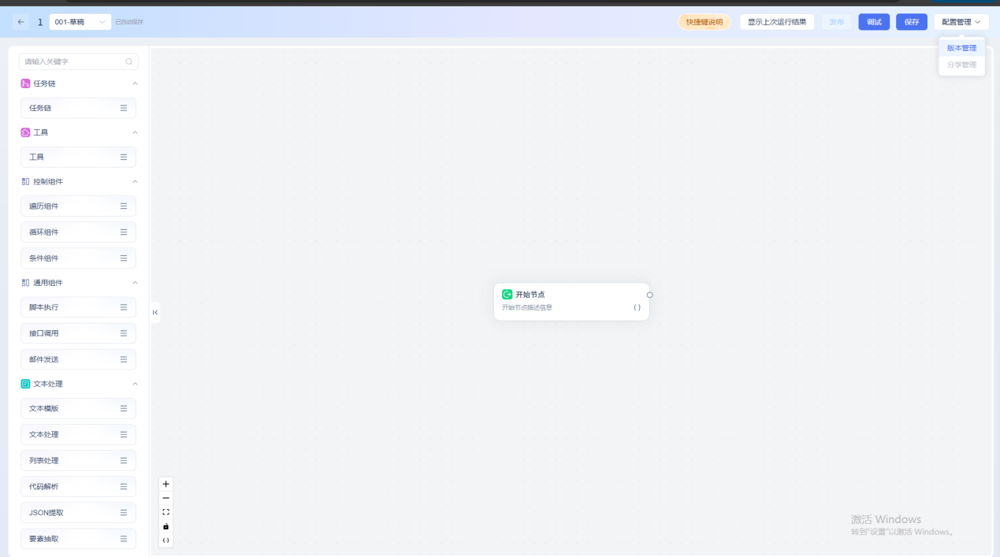 1
001-草稿
已自动保存
快捷键说明
显示上次运行结果
发布
调试
保存
配置管理
版本管理
分享管理
请输入关键字
任务链
任务链
工具
工具
控制组件
遍历组件
循环组件
条件组件
通用组件
脚本执行
接口调用
邮件发送
文本处理
文本模版
文本处理
列表处理
代码解析
JSON提取
要素抽取
开始节点
开始节点描述信息
激活 Windows
转到"设置"以激活 Windows。